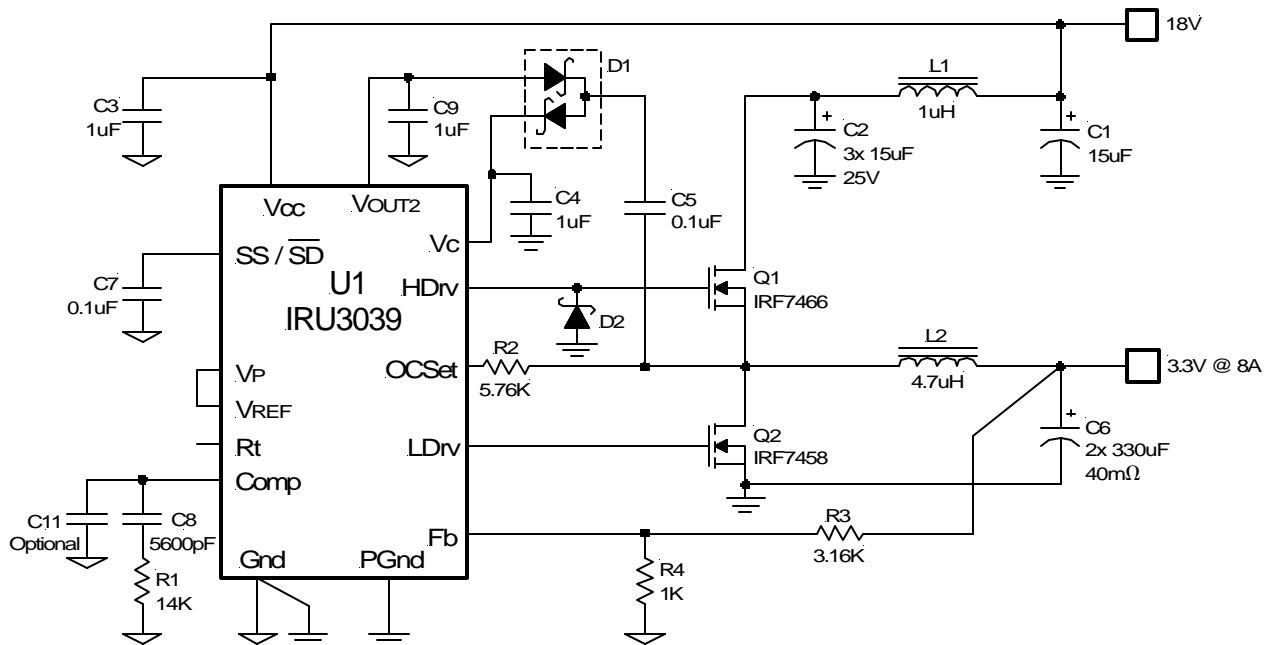 18V
D1
L1
1uH
C3
1uF
C9
1uF
C2
3x 15uF
25V
C1
15uF
C4
1uF
C5
0.1uF
Vcc
VOUT2
Vc
SS / SD
U1
IRU3039
HDrv
C7
0.1uF
D2
Q1
IRF7466
OCSet
R2
5.76K
L2
4.7uH
3.3V @ 8A
VP
VREF
Rt
LDrv
Q2
IRF7458
C6
2x 330uF
40mΩ
Comp
C11
Optional
C8
5600pF
R1
14K
Gnd
PGnd
Fb
R3
3.16K
R4
1K